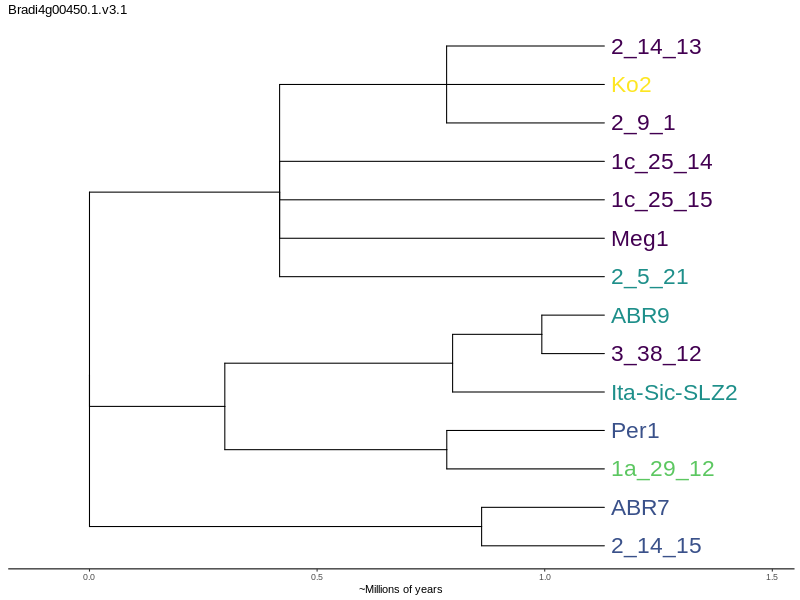 Bradi4g00450.1.v3.1
2_14_13
Ko2
2_9_1
1c_25_14
1c_25_15
Meg1
2_5_21
ABR9
3_38_12
Ita-Sic-SLZ2
Per1
1a_29_12
ABR7
2_14_15
0.0 0.5 1.0 1.5
~Millions of years